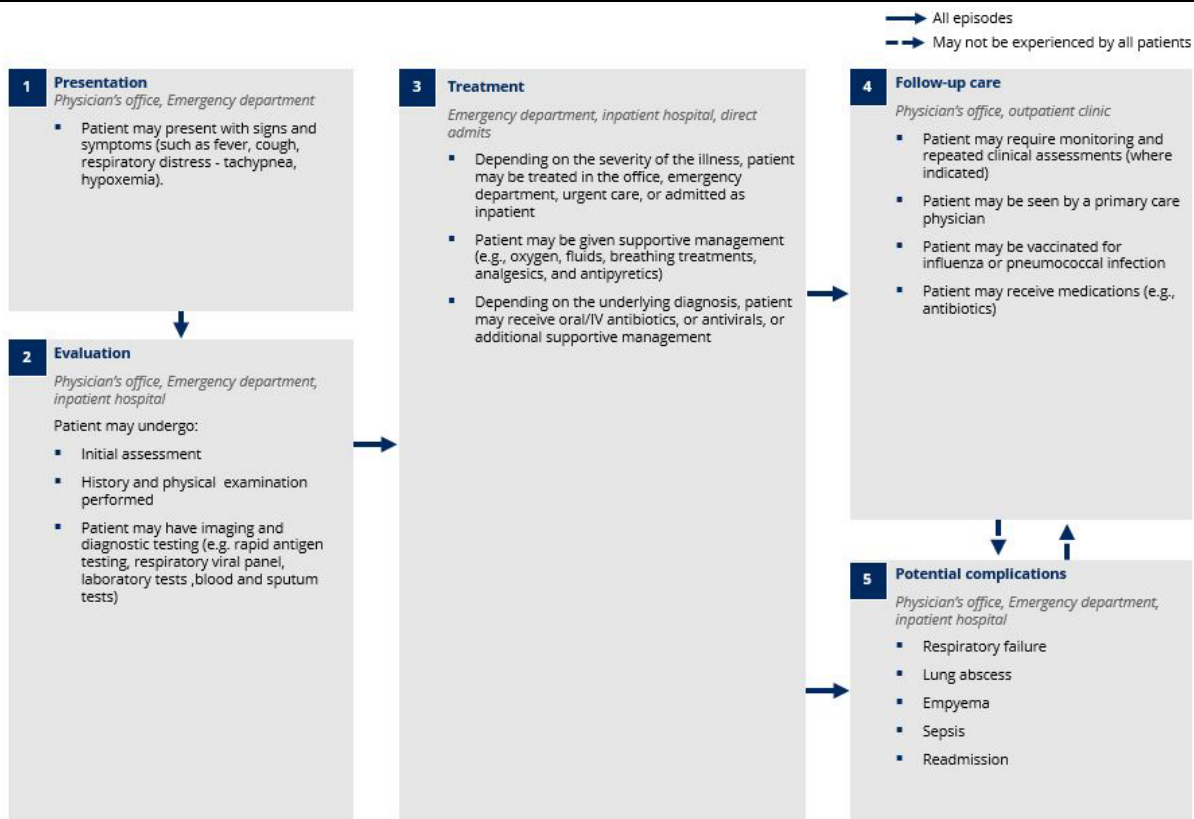 All episodes
May not be experienced by all patients
1
Presentation
Physician's office, Emergency department
▪ Patient may present with signs and
symptoms (such as fever, cough,
respiratory distress - tachypnea,
hypoxemia).
2
Evaluation
Physician's office, Emergency department,
inpatient hospital
Patient may undergo:
▪ Initial assessment
▪ History and physical examination
performed
▪ Patient may have imaging and
diagnostic testing (e.g. rapid antigen
testing, respiratory viral panel,
laboratory tests ,blood and sputum
tests)
3
Treatment
Emergency department, inpatient hospital, direct
admits
▪ Depending on the severity of the illness, patient
may be treated in the office, emergency
department, urgent care, or admitted as
inpatient
▪ Patient may be given supportive management
(e.g., oxygen, fluids, breathing treatments,
analgesics, and antipyretics)
▪ Depending on the underlying diagnosis, patient
may receive oral/IV antibiotics, or antivirals, or
additional supportive management
4
Follow-up care
Physician's office, outpatient clinic
▪ Patient may require monitoring and
repeated clinical assessments (where
indicated)
▪ Patient may be seen by a primary care
physician
▪ Patient may be vaccinated for
influenza or pneumococcal infection
▪ Patient may receive medications (e.g.,
antibiotics)
5
Potential complications
Physician's office, Emergency department,
inpatient hospital
▪ Respiratory failure
▪ Lung abscess
▪ Empyema
▪ Sepsis
▪ Readmission